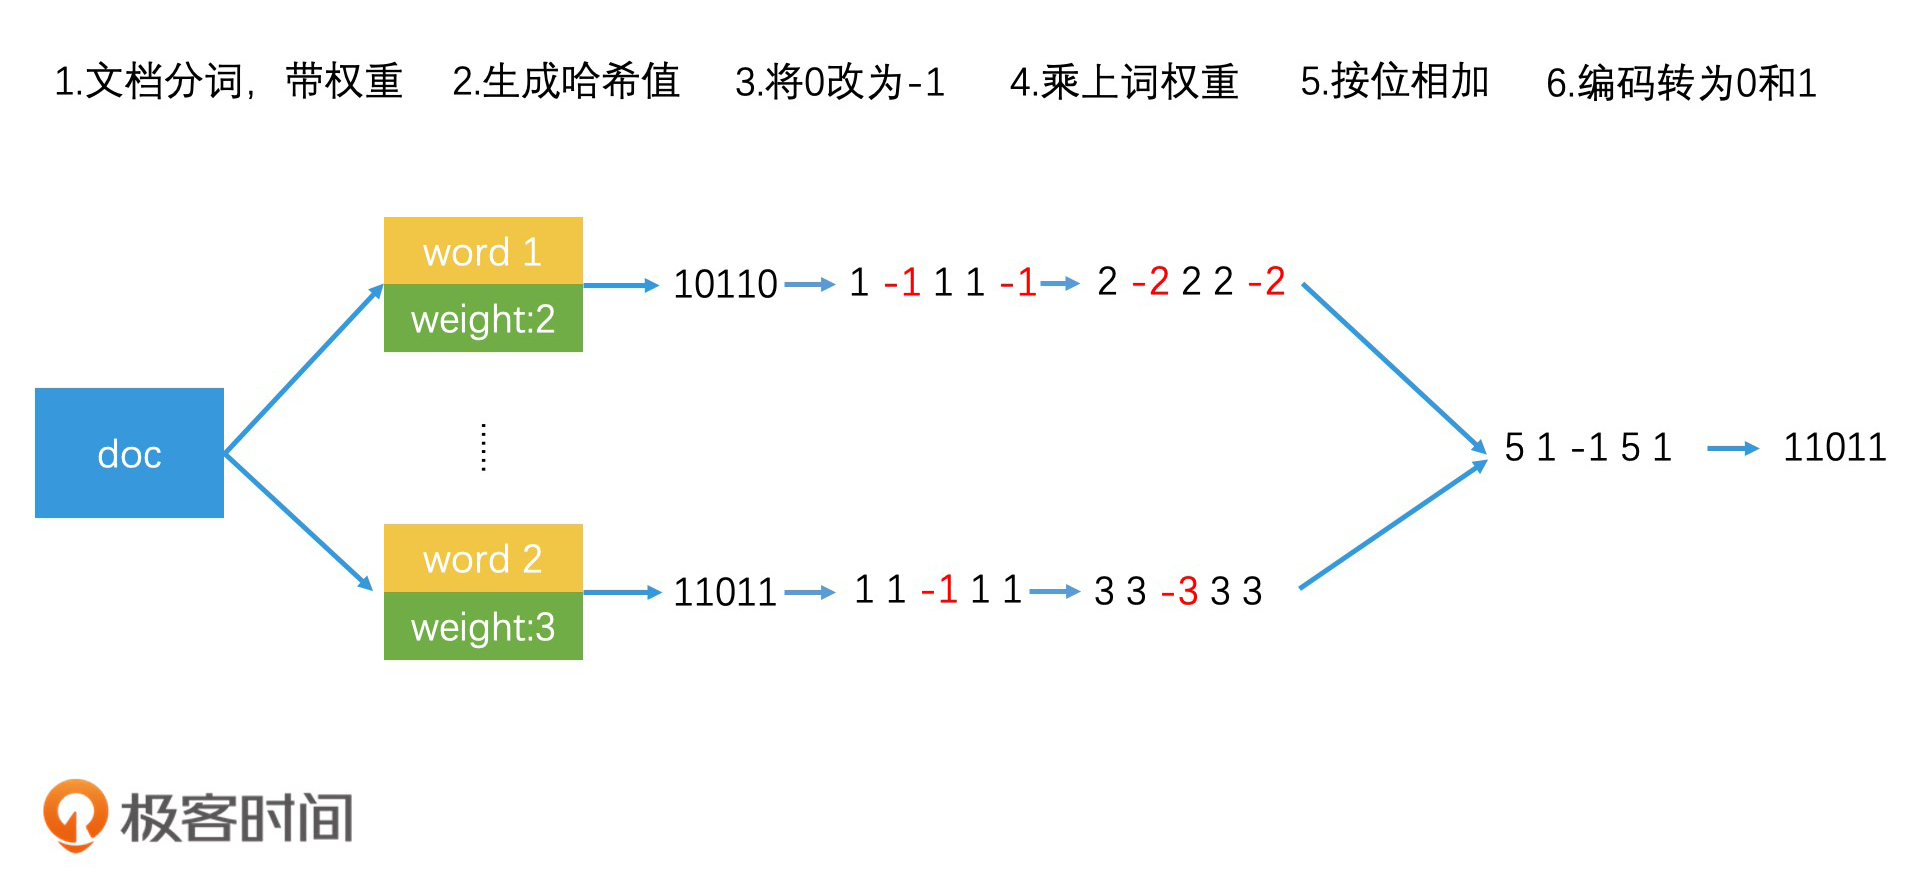 1.文档分词， 带权重 2.生成哈希值 3.将0改为-1 4.乘上词权重 5.按位相加 6.编码转为0和1
word 1
weight:2
10110
1 -1 1 1 -1
2 -2 2 2 -2
doc
......
5 1 -1 5 1
11011
word 2
weight:3
11011
1 1 -1 1 1
3 3 -3 3 3
极客时间